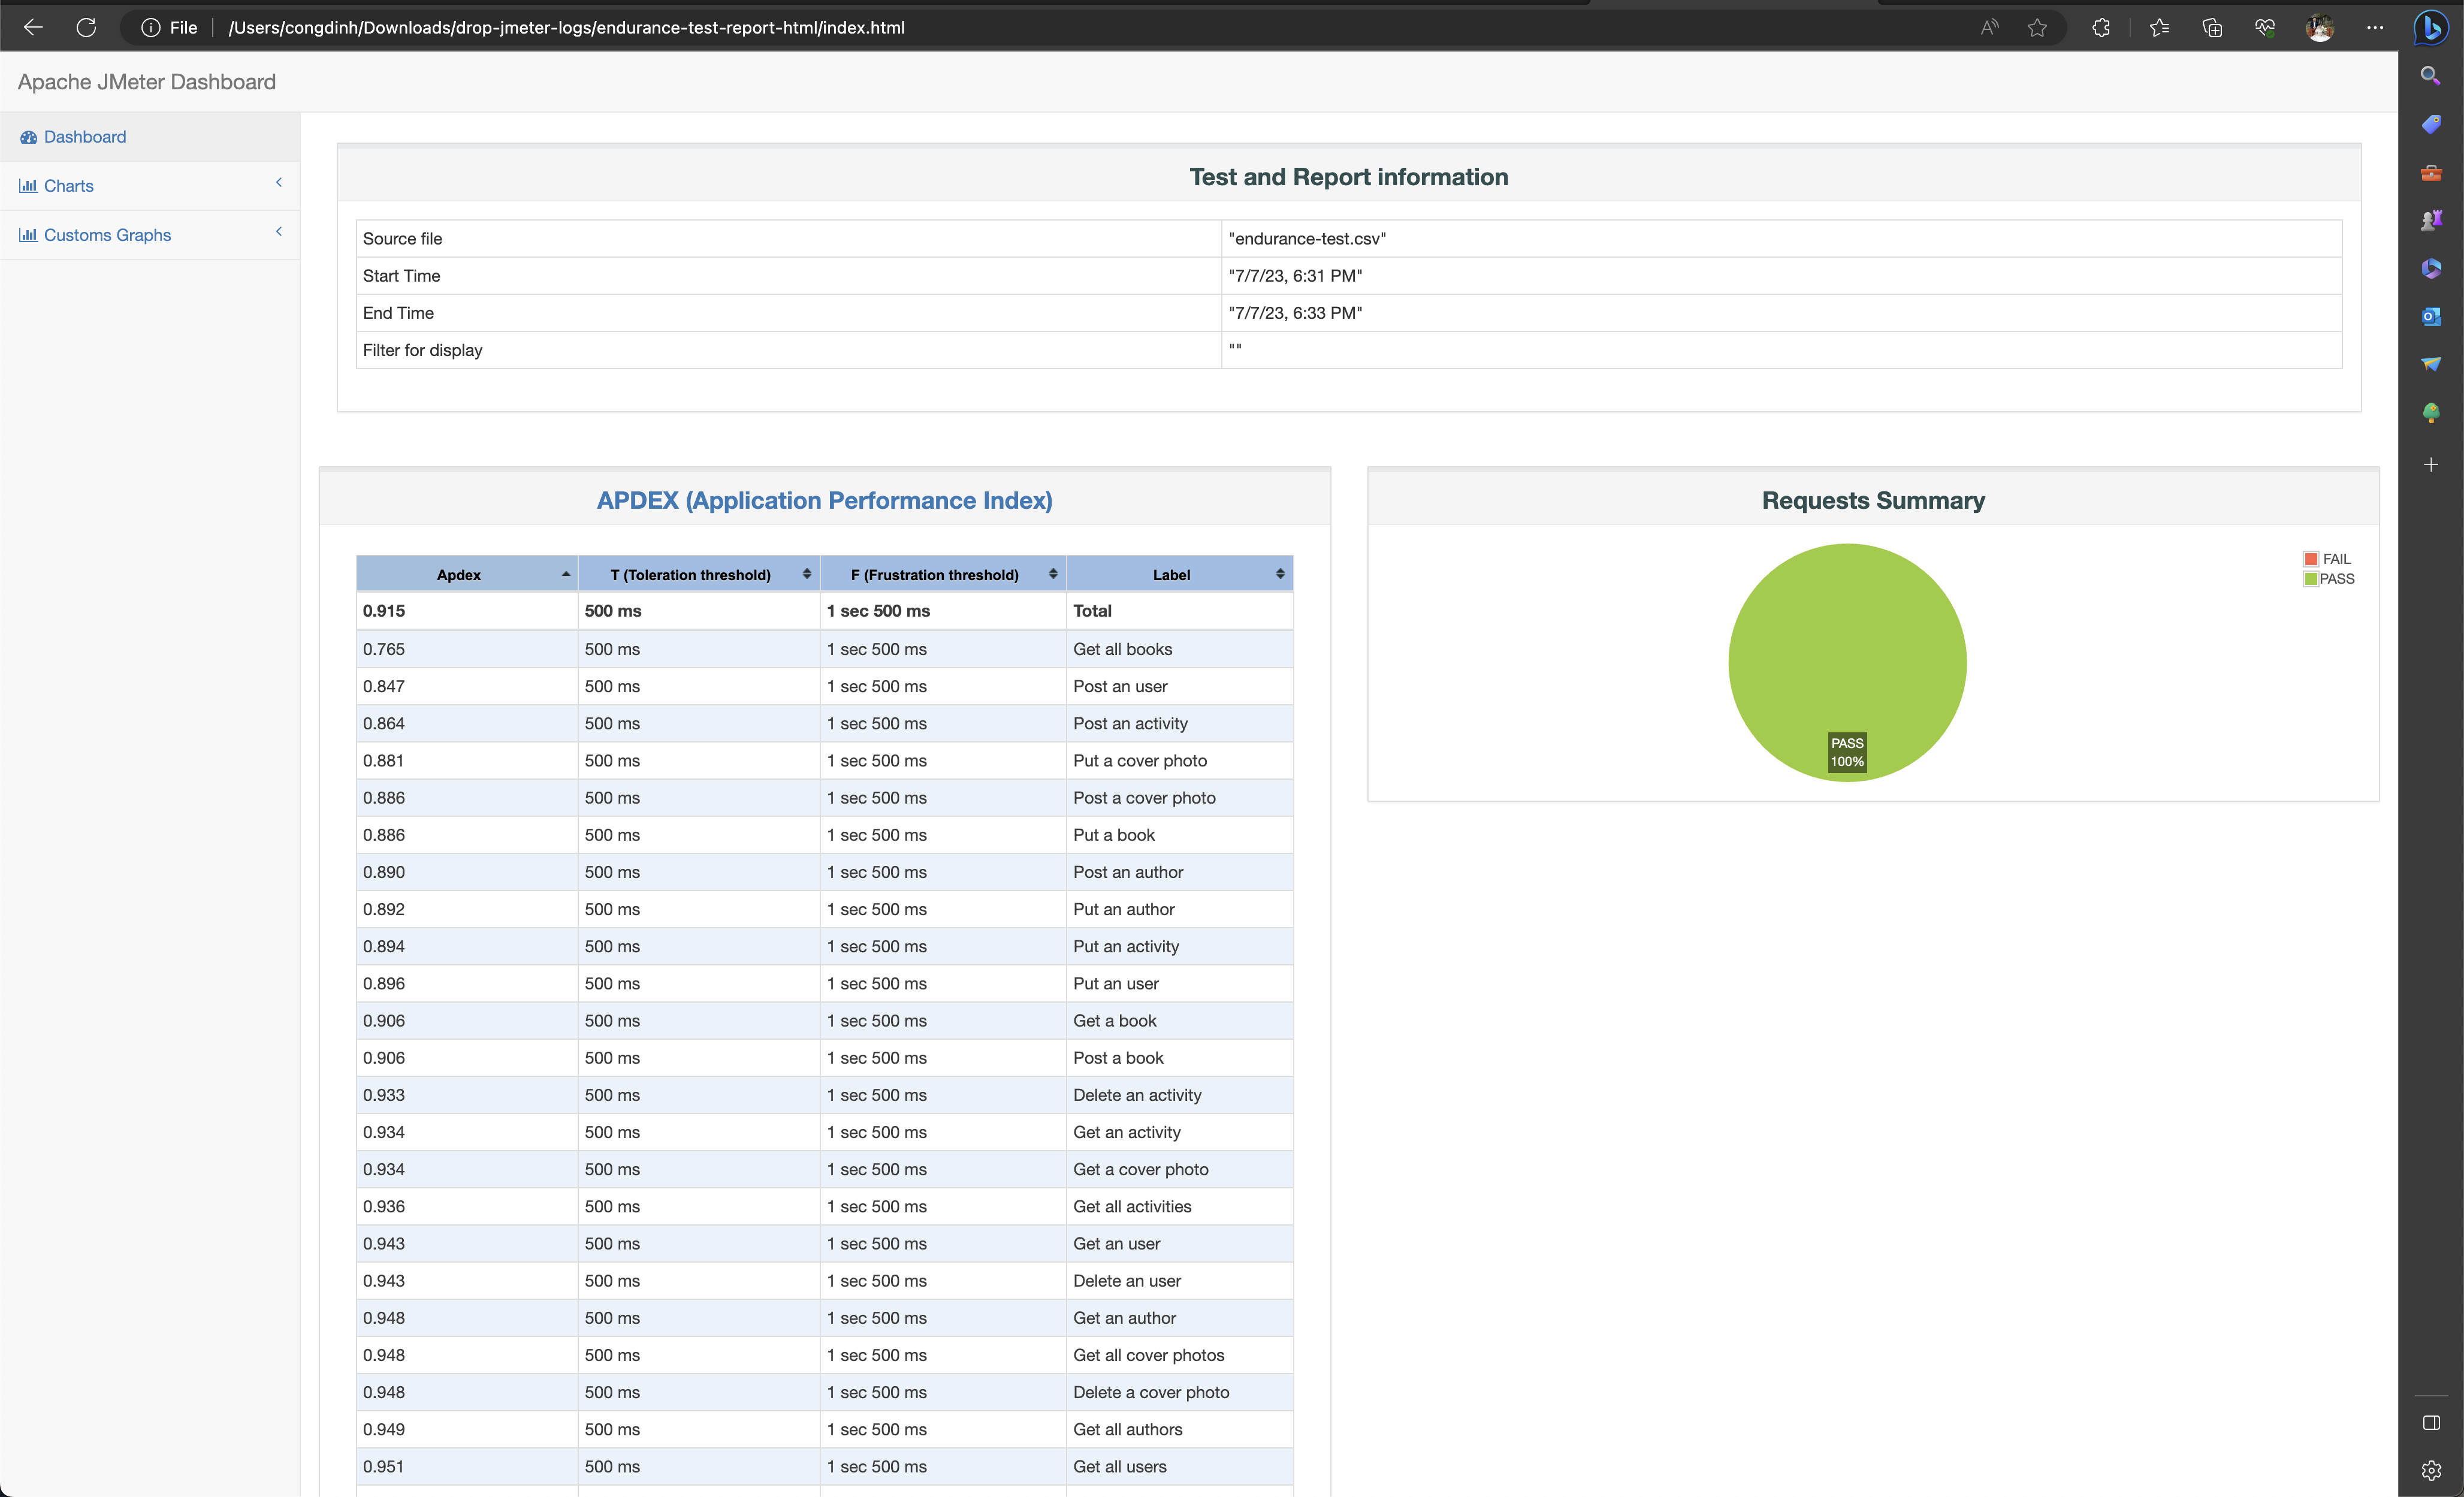 File /Users/congdinh/Downloads/drop-jmeter-logs/endurance-test-report-html/index.html
Apache JMeter Dashboard
Dashboard
Charts
Customs Graphs
Test and Report information
Source file "endurance-test.csv"
Start Time "7/7/23, 6:31 PM"
End Time "7/7/23, 6:33 PM"
Filter for display ""
APDEX (Application Performance Index)
Apdex T (Toleration threshold) F (Frustration threshold) Label
0.915 500 ms 1 sec 500 ms Total
0.765 500 ms 1 sec 500 ms Get all books
0.847 500 ms 1 sec 500 ms Post an user
0.864 500 ms 1 sec 500 ms Post an activity
0.881 500 ms 1 sec 500 ms Put a cover photo
0.886 500 ms 1 sec 500 ms Post a cover photo
0.886 500 ms 1 sec 500 ms Put a book
0.890 500 ms 1 sec 500 ms Post an author
0.892 500 ms 1 sec 500 ms Put an author
0.894 500 ms 1 sec 500 ms Put an activity
0.896 500 ms 1 sec 500 ms Put an user
0.906 500 ms 1 sec 500 ms Get a book
0.906 500 ms 1 sec 500 ms Post a book
0.933 500 ms 1 sec 500 ms Delete an activity
0.934 500 ms 1 sec 500 ms Get an activity
0.934 500 ms 1 sec 500 ms Get a cover photo
0.936 500 ms 1 sec 500 ms Get all activities
0.943 500 ms 1 sec 500 ms Get an user
0.943 500 ms 1 sec 500 ms Delete an user
0.948 500 ms 1 sec 500 ms Get an author
0.948 500 ms 1 sec 500 ms Get all cover photos
0.948 500 ms 1 sec 500 ms Delete a cover photo
0.949 500 ms 1 sec 500 ms Get all authors
0.951 500 ms 1 sec 500 ms Get all users
Requests Summary
FAIL
PASS
PASS
100%